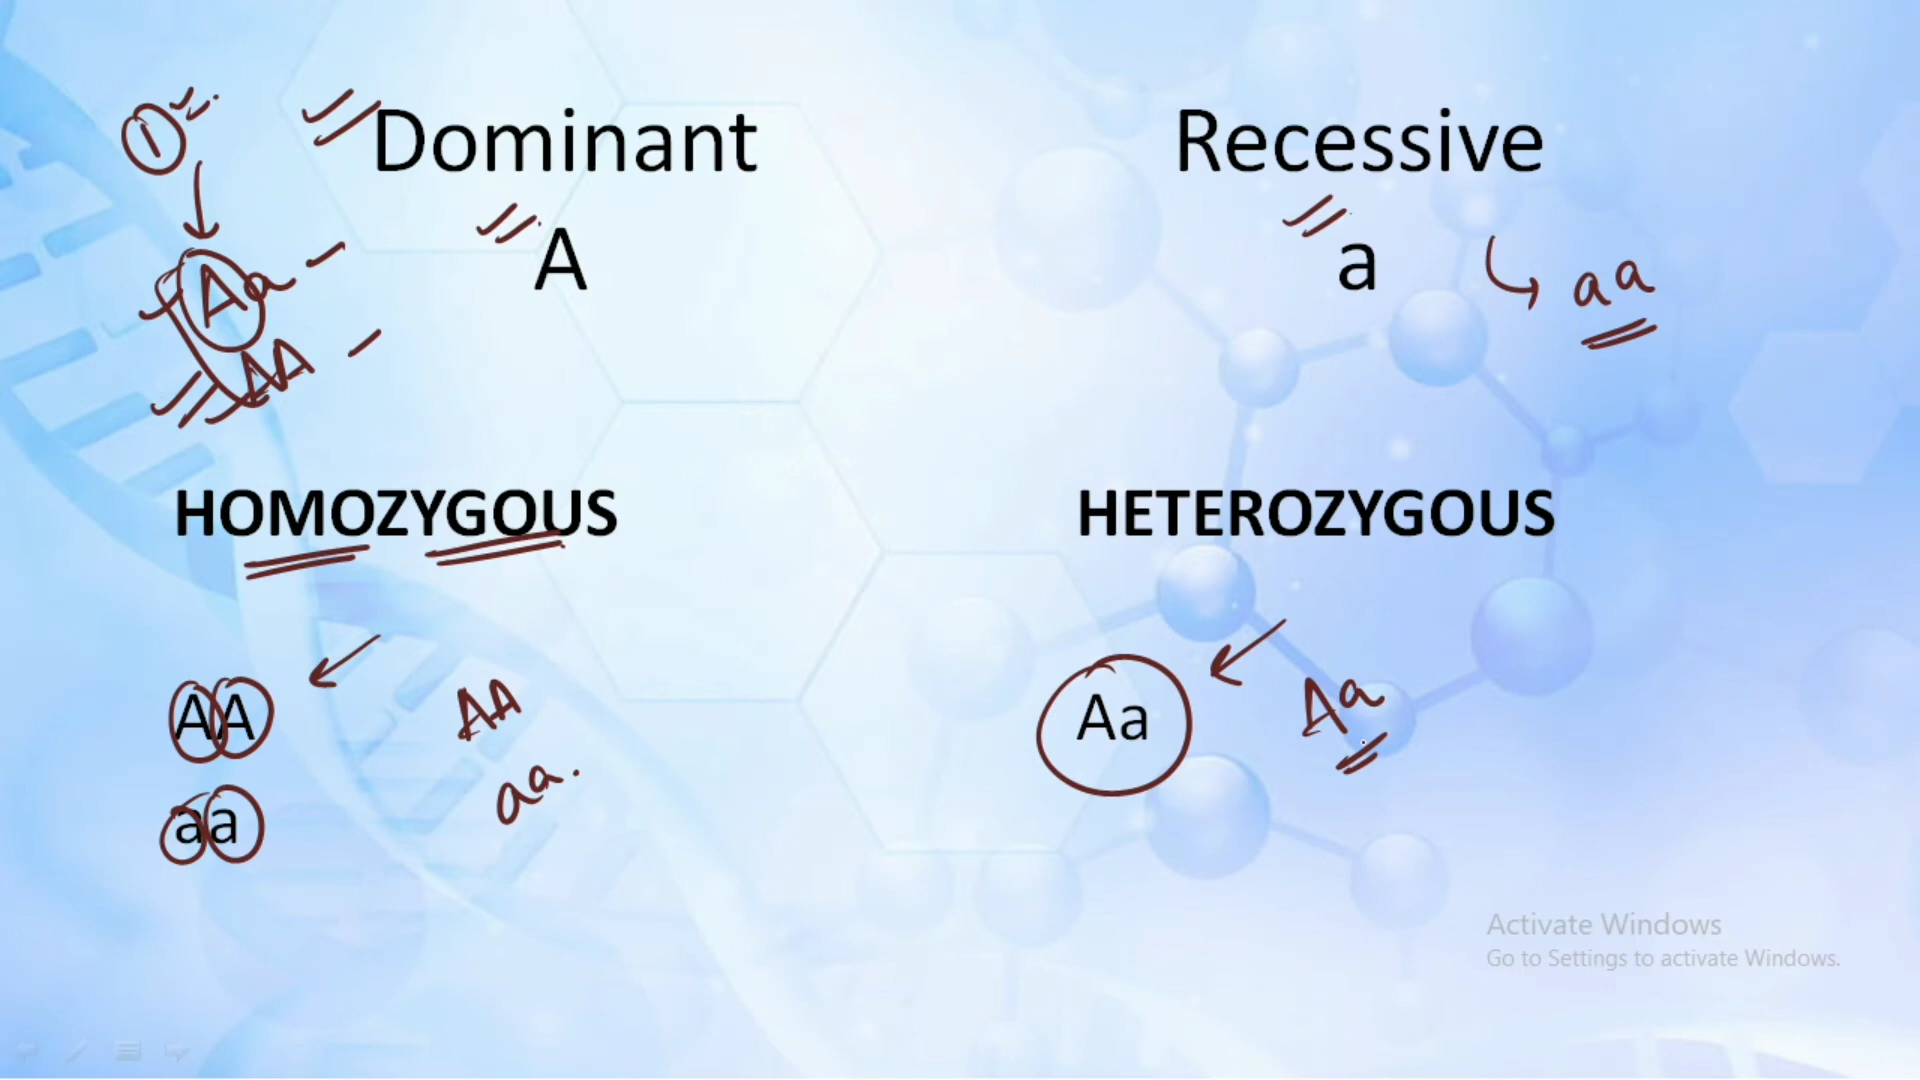 1
Dominant
Recessive
A
a
aa
Aa
AA
HOMOZYGOUS
HETEROZYGOUS
AA
AA
Aa
Aa
aa
aa.
Activate Windows
Go to Settings to activate Windows.